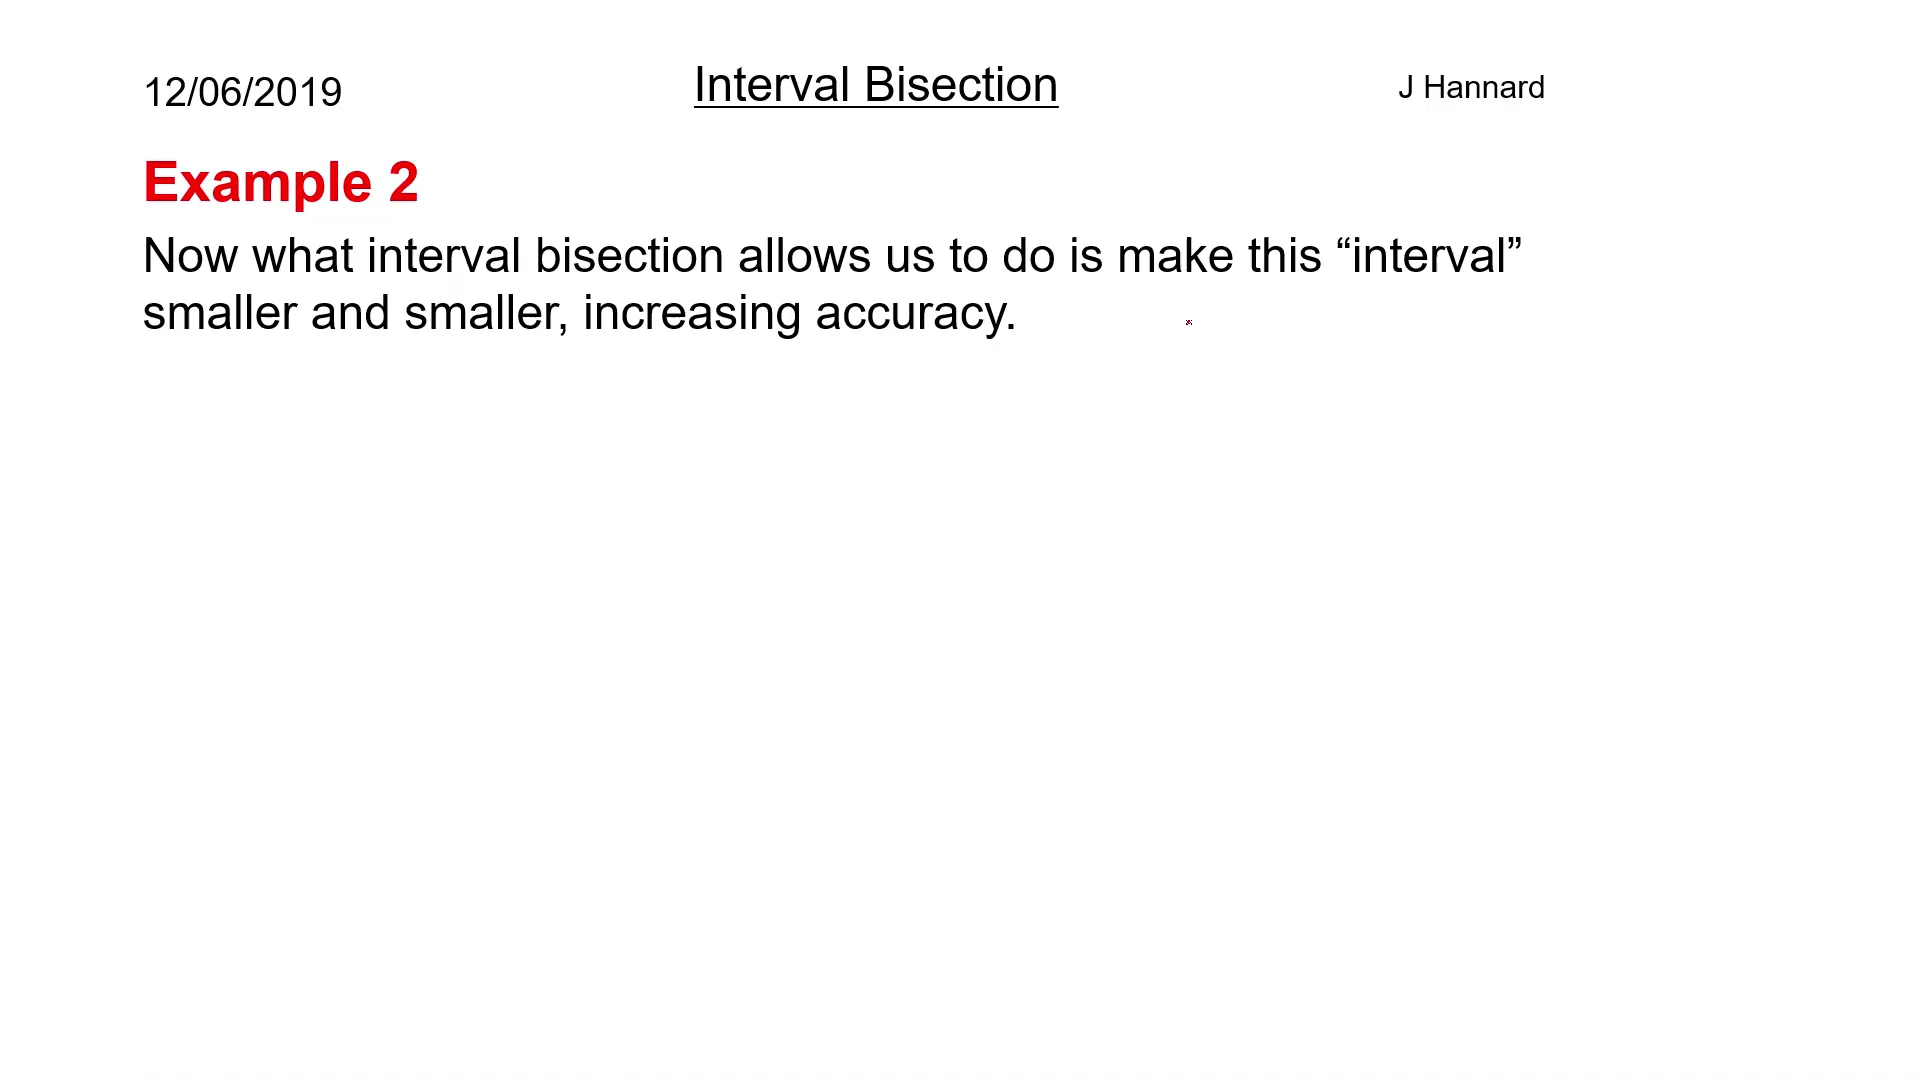 12/06/2019 Interval Bisection J Hannard
Example 2
Now what interval bisection allows us to do is make this “interval”
smaller and smaller, increasing accuracy.